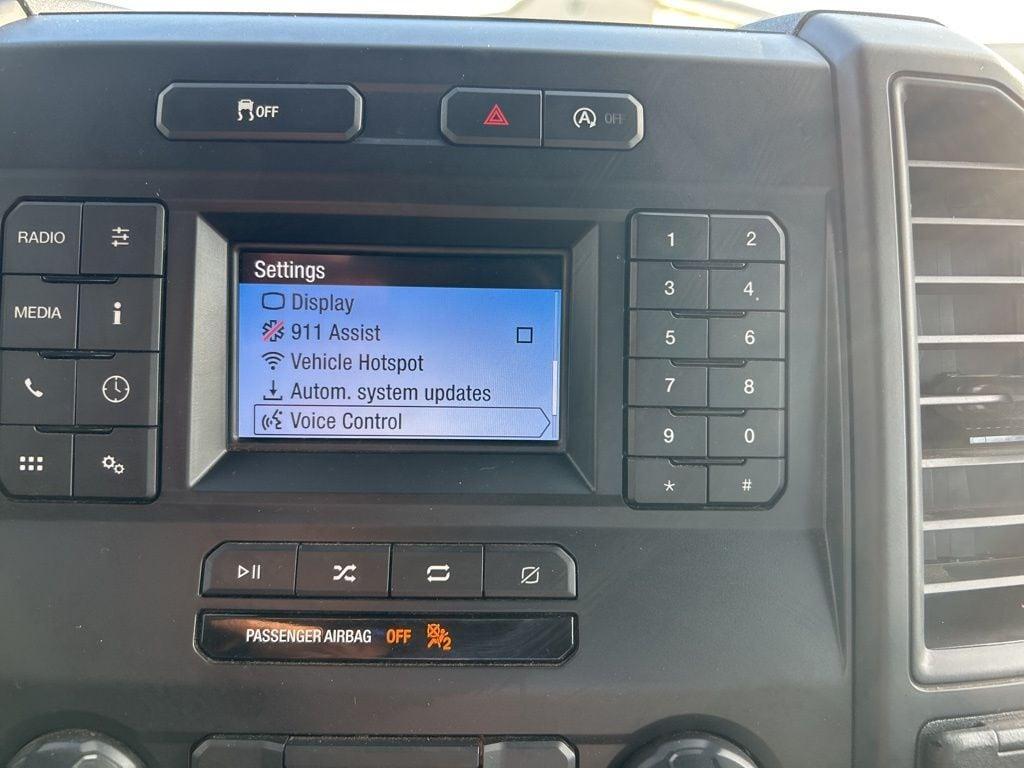 OFF
A OFF
RADIO
MEDIA
Settings
Display
911 Assist
Vehicle Hotspot
Autom. system updates
Voice Control
1 2
3 4
5 6
7 8
9 0
* #
PASSENGER AIRBAG OFF 2